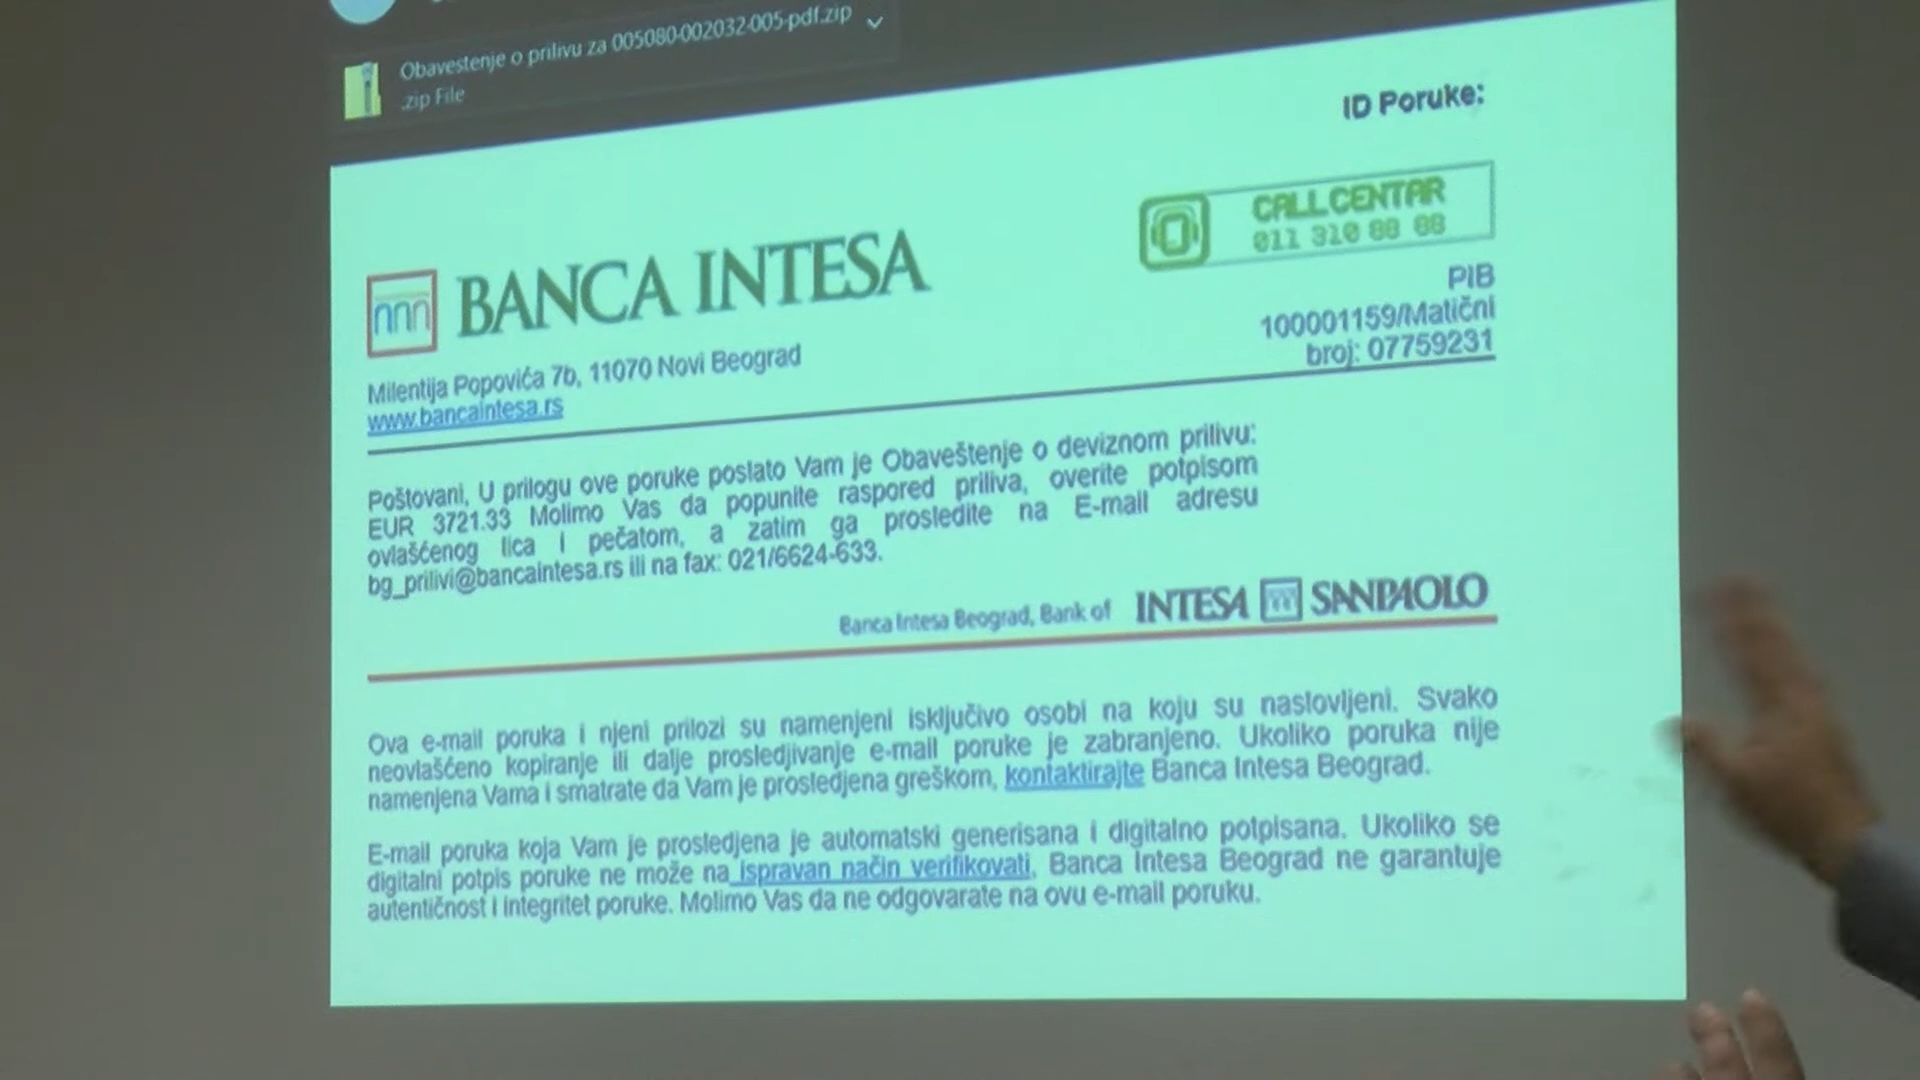 Obavestenje o prilivu za 005080-002032-005-pdf.zip
.zip File
ID Poruke:
CALL CENTAR
011 310 88 88
BANCA INTESA
PIB
100001159/Matični
broj: 07759231
Milentija Popovića 7b, 11070 Novi Beograd
www.bancaintesa.rs
Poštovani, U prilogu ove poruke poslato Vam je Obaveštenje o deviznom prilivu:
EUR 3721.33 Molimo Vas da popunite raspored priliva, overite potpisom
ovlašćenog lica i pečatom, a zatim ga prosledite na E-mail adresu
bg_prilivi@bancaintesa.rs ili na fax: 021/6624-633.
Banca Intesa Beograd, Bank of INTESA SANPAOLO
Ova e-mail poruka i njeni prilozi su namenjeni isključivo osobi na koju su naslovljeni. Svako
neovlašćeno kopiranje ili dalje prosledjivanje e-mail poruke je zabranjeno. Ukoliko poruka nije
namenjena Vama i smatrate da Vam je prosledjena greškom, kontaktirajte Banca Intesa Beograd.
E-mail poruka koja Vam je prosledjena je automatski generisana i digitalno potpisana. Ukoliko se
digitalni potpis poruke ne može na ispravan način verifikovati, Banca Intesa Beograd ne garantuje
autentičnost i integritet poruke. Molimo Vas da ne odgovarate na ovu e-mail poruku.